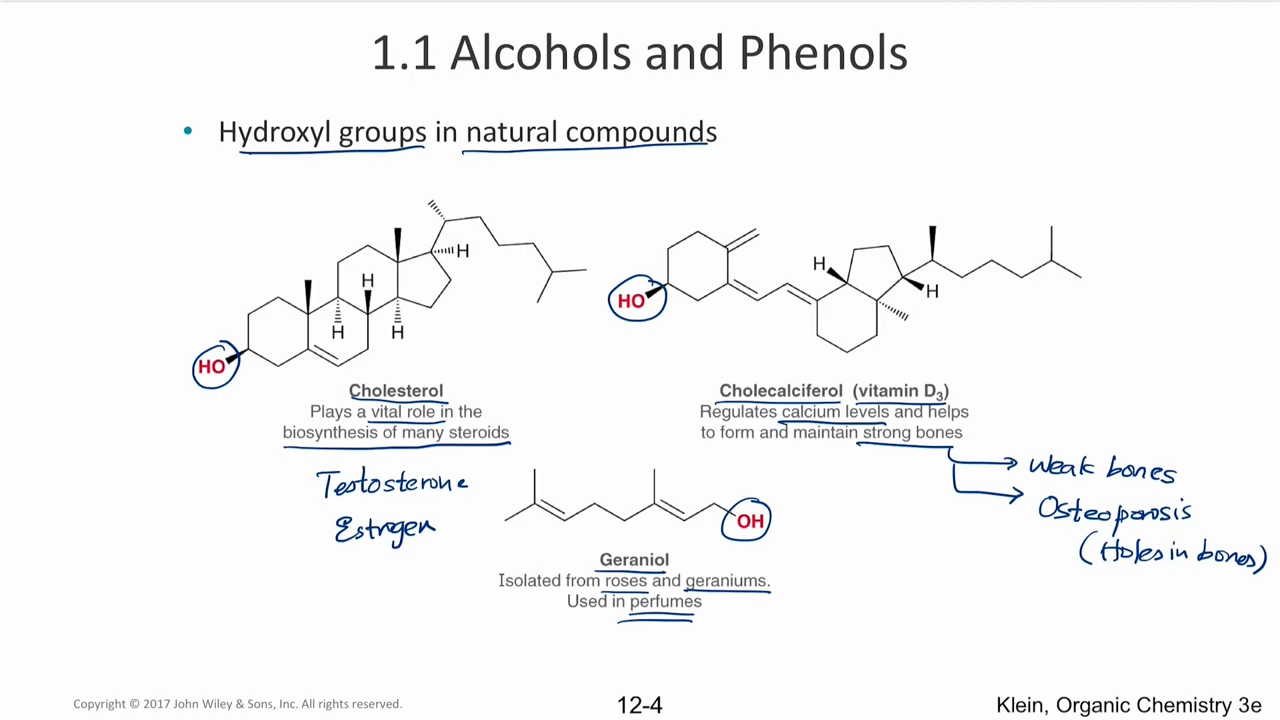 1.1 Alcohols and Phenols
• Hydroxyl groups in natural compounds
H
H
H
H
HO
Cholesterol
Plays a vital role in the
biosynthesis of many steroids
Testosterone
Estrogen
H
H
HO
Cholecalciferol (vitamin D₃)
Regulates calcium levels and helps
to form and maintain strong bones
Weak bones
Osteoporosis
(Holes in bones)
OH
Geraniol
Isolated from roses and geraniums.
Used in perfumes
Copyright © 2017 John Wiley & Sons, Inc. All rights reserved.
12-4
Klein, Organic Chemistry 3e